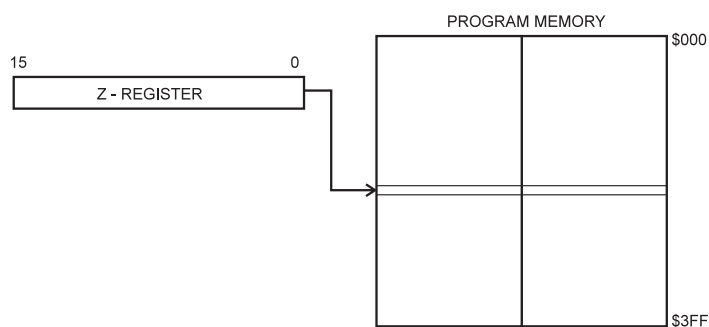 PROGRAM MEMORY
$000
15 0
Z - REGISTER
$3FF